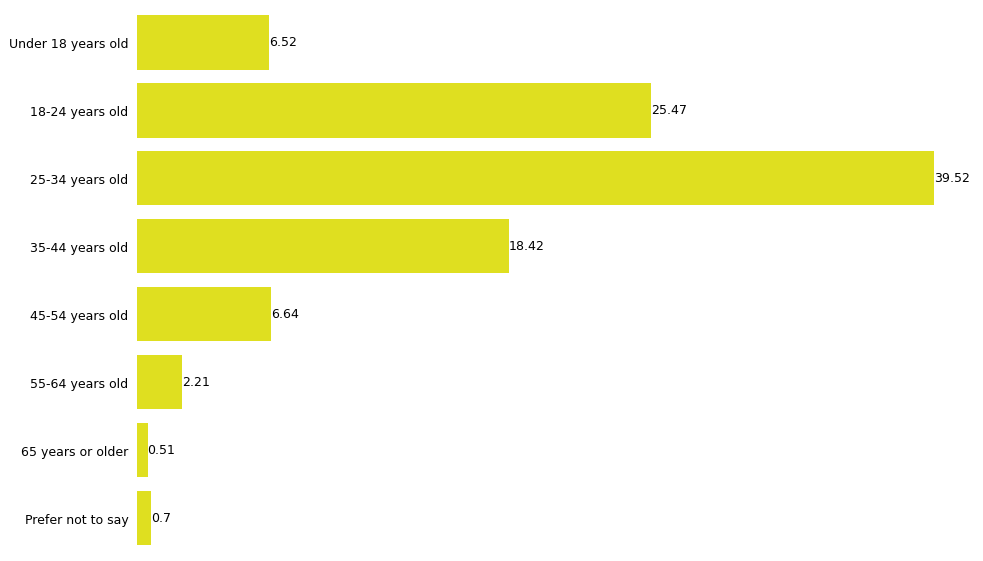 Under 18 years old 6.52
18-24 years old 25.47
25-34 years old 39.52
35-44 years old 18.42
45-54 years old 6.64
55-64 years old 2.21
65 years or older 0.51
Prefer not to say 0.7